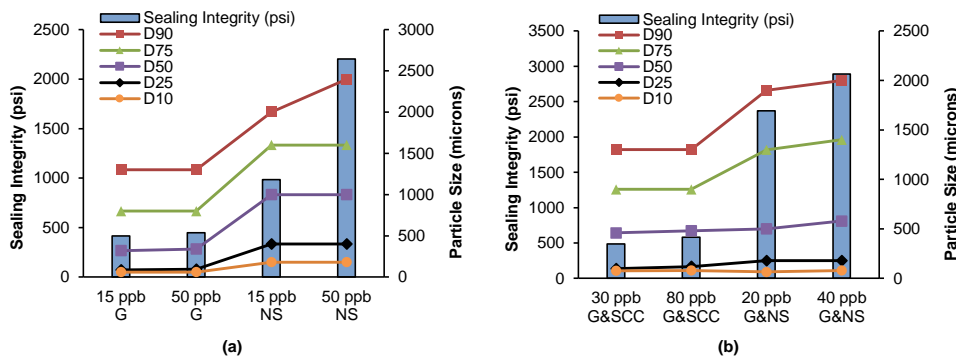 Sealing Integrity (psi)
D90
D75
D50
D25
D10
Sealing Integrity (psi)
2500
2000
1500
1000
500
0
3000
2500
2000
1500
1000
500
0
Particle Size (microns)
15 ppb
G
50 ppb
G
15 ppb
NS
50 ppb
NS
(a)
Sealing Integrity (psi)
D90
D75
D50
D25
D10
Sealing Integrity (psi)
3500
3000
2500
2000
1500
1000
500
0
2500
2000
1500
1000
500
0
Particle Size (microns)
30 ppb
G&SCC
80 ppb
G&SCC
20 ppb
G&NS
40 ppb
G&NS
(b)